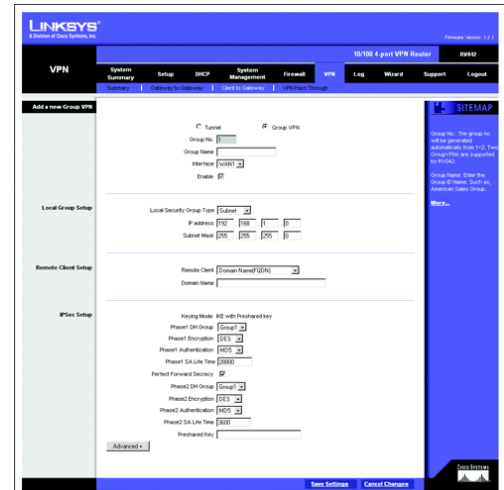 LINKSYS®
A Division of Cisco Systems, Inc.
Firmware Version: 1.2.1
10/100 4-port VPN Router RV042
VPN
System Summary Setup DHCP System Management Firewall VPN Log Wizard Support Logout
Summary | Gateway to Gateway | Client to Gateway | VPN Pass Through
Add a new Group VPN
SITEMAP
Tunnel Group VPN
Group No. 1
Group Name
Interface WAN1
Enable
Group No: The group no. will be generated automatically from 1~2. Two GroupVPNs are supported by RV042.
Group Name: Enter the Group ID Name. Such as, American Sales Group.
More...
Local Group Setup
Local Security Group Type Subnet
IP address 192 . 168 . 1 . 0
Subnet Mask 255 . 255 . 255 . 0
Remote Client Setup
Remote Client Domain Name(FQDN)
Domain Name
IPSec Setup
Keying Mode IKE with Preshared key
Phase1 DH Group Group1
Phase1 Encryption DES
Phase1 Authentication MD5
Phase1 SA Life Time 28800
Perfect Forward Secrecy
Phase2 DH Group Group1
Phase2 Encryption DES
Phase2 Authentication MD5
Phase2 SA Life Time 3600
Preshared Key
Advanced +
Save Settings Cancel Changes
CISCO SYSTEMS